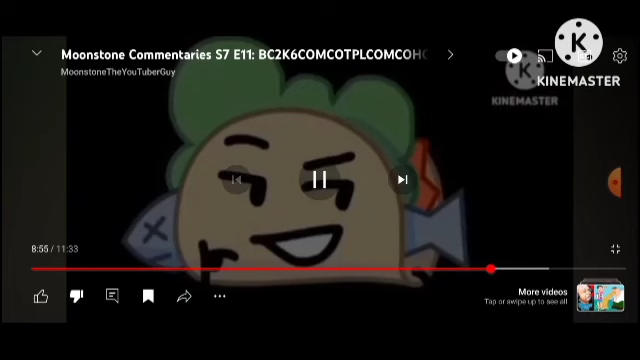 Moonstone Commentaries S7 E11: BC2K6COMCOTPLCOMCOHC
MoonstoneTheYouTuberGuy
K
KINEMASTER
K
KINEMASTER
8:55 / 11:33
More videos
Tap or swipe up to see all